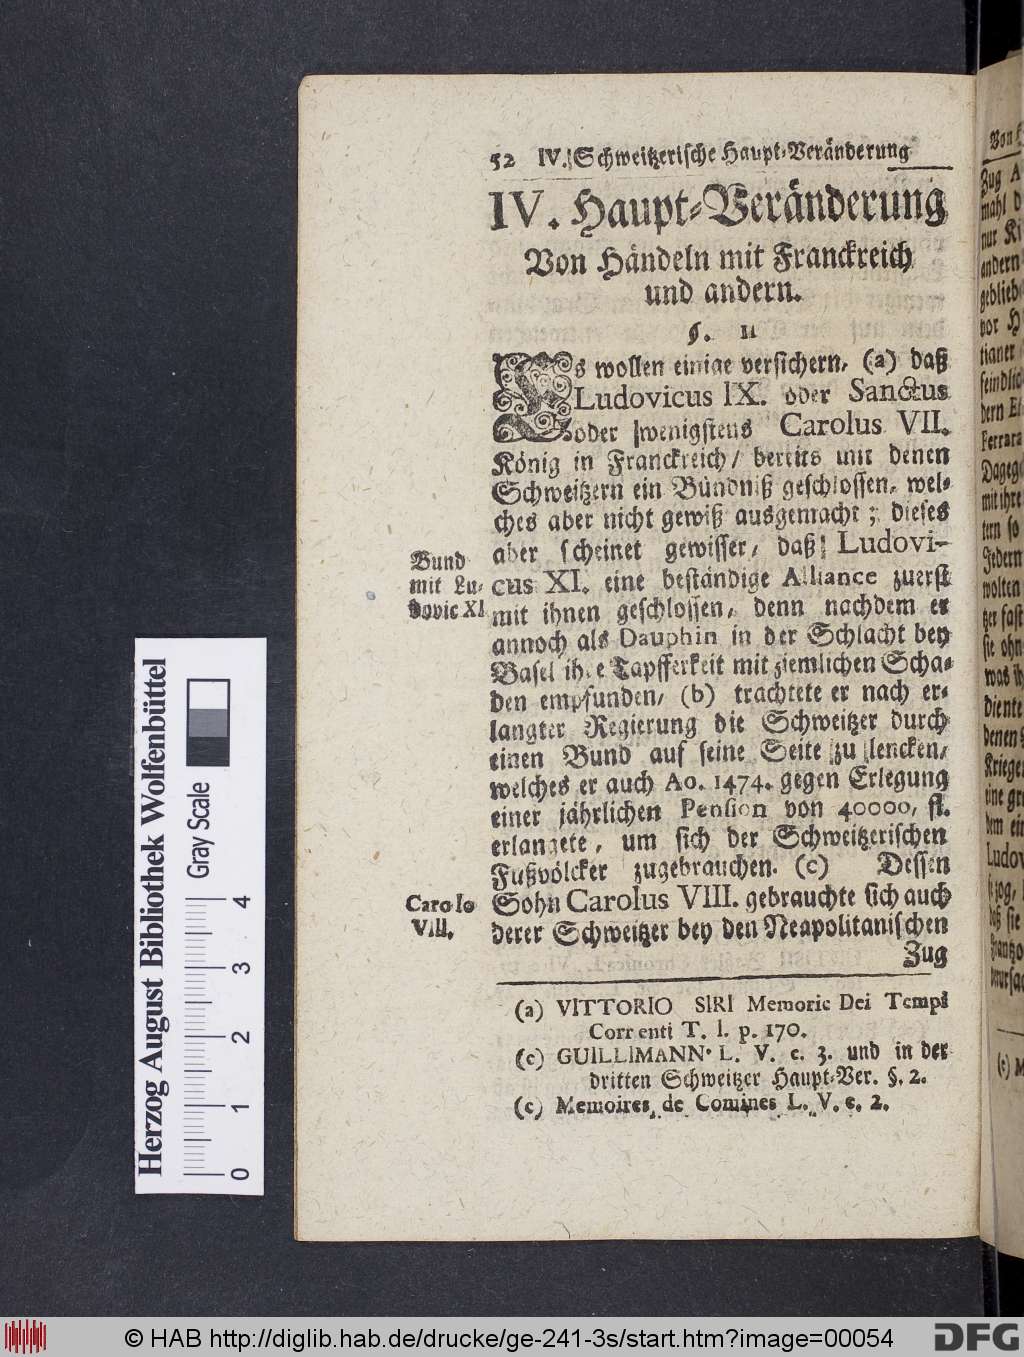 52 IV. Schweitzerische Haupt-Veränderung
IV. Haupt-Veränderung
Von Händeln mit Franckreich
und andern.
§. 11
Es wollen einige versichern, (a) daß
Ludovicus IX. oder Sanctus
oder wenigstens Carolus VII.
König in Franckreich/ bereits mit denen
Schweitzern ein Bündniß geschlossen, wel-
ches aber nicht gewiß ausgemacht; dieses
aber scheinet gewisser, daß Ludovi-
Bund
mit Lu-
dovic XI
cus XI. eine beständige Alliance zuerst
mit ihnen geschlossen, denn nachdem er
annoch als Dauphin in der Schlacht bey
Basel ihre Tapfferkeit mit ziemlichen Scha-
den empfunden, (b) trachtete er nach er-
langter Regierung die Schweitzer durch
einen Bund auf seine Seite zu lencken,
welches er auch Ao. 1474. gegen Erlegung
einer jährlichen Pension von 40000, fl.
erlangete, um sich der Schweitzerischen
Fußvölcker zugebrauchen. (c) Dessen
Carolo
VIII.
Sohn Carolus VIII. gebrauchte sich auch
derer Schweitzer bey den Neapolitanischen
Zug
(a) VITTORIO SIRI Memorie Dei Tempi
Correnti T. I. p. 170.
(c) GUILLIMANN. L. V. c. 3. und in der
dritten Schweitzer Haupt-Ver. §. 2.
(c) Memoires de Comines L. V. c. 2.
Herzog August Bibliothek Wolfenbüttel
Gray Scale
0 1 2 3 4
© HAB http://diglib.hab.de/drucke/ge-241-3s/start.htm?image=00054
DFG